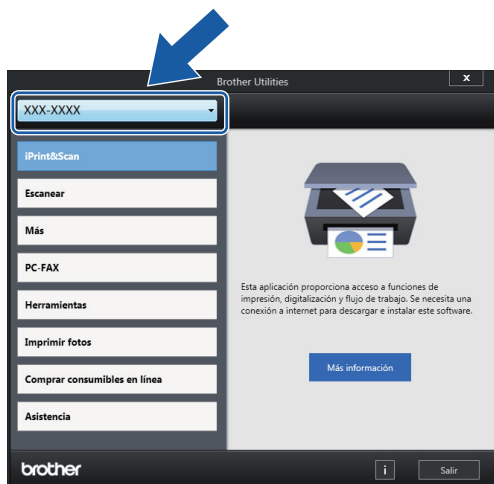 Brother Utilities
x
XXX-XXXX
iPrint&Scan
Escanear
Más
PC-FAX
Herramientas
Imprimir fotos
Comprar consumibles en línea
Asistencia
Esta aplicación proporciona acceso a funciones de
impresión, digitalización y flujo de trabajo. Se necesita una
conexión a internet para descargar e instalar este software.
Más información
brother
i
Salir